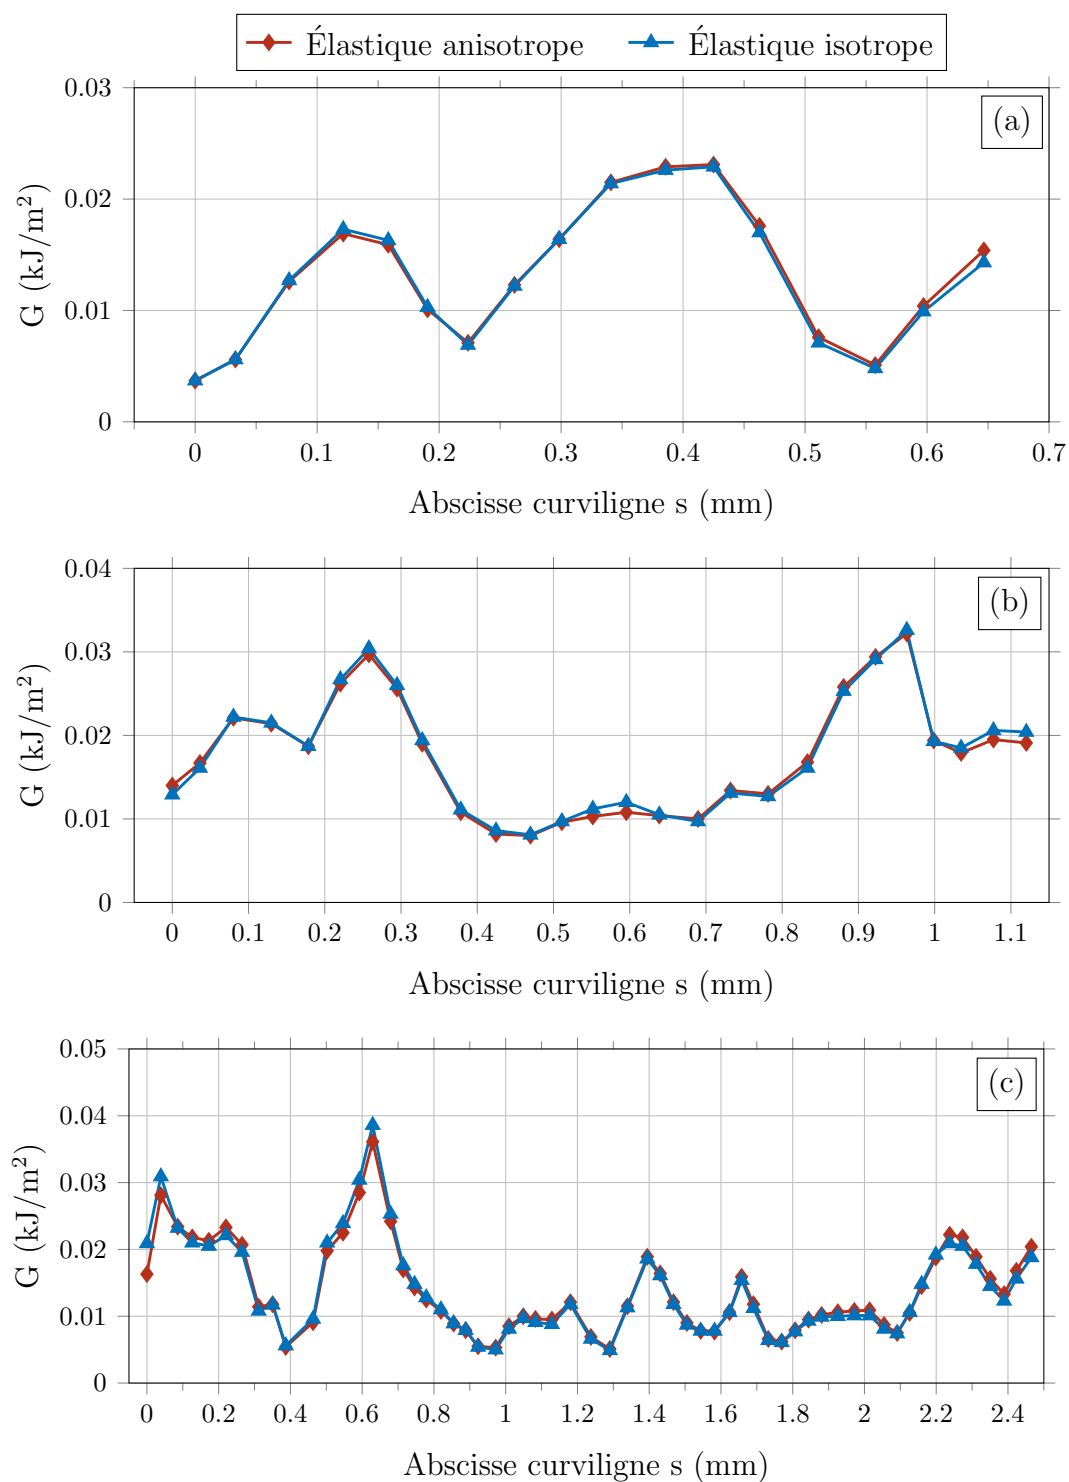 Élastique anisotrope Élastique isotrope
(a)
G (kJ/m²)
0.03
0.02
0.01
0
0 0.1 0.2 0.3 0.4 0.5 0.6 0.7
Abscisse curviligne s (mm)
(b)
G (kJ/m²)
0.04
0.03
0.02
0.01
0
0 0.1 0.2 0.3 0.4 0.5 0.6 0.7 0.8 0.9 1 1.1
Abscisse curviligne s (mm)
(c)
G (kJ/m²)
0.05
0.04
0.03
0.02
0.01
0
0 0.2 0.4 0.6 0.8 1 1.2 1.4 1.6 1.8 2 2.2 2.4
Abscisse curviligne s (mm)